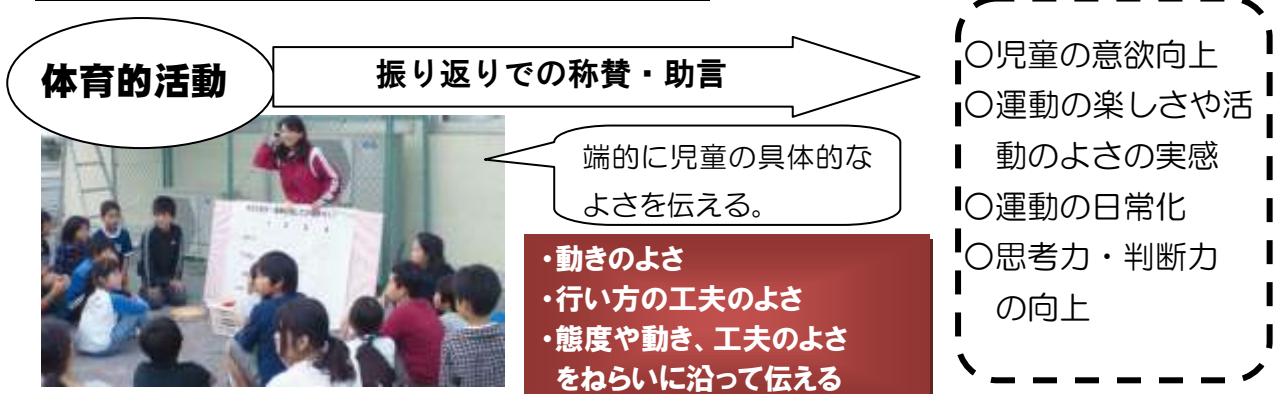 体育的活動
振り返りでの称賛・助言
端的に児童の具体的な
よさを伝える。
・動きのよさ
・行い方の工夫のよさ
・態度や動き、工夫のよさ
をねらいに沿って伝える
○児童の意欲向上
○運動の楽しさや活
動のよさの実感
○運動の日常化
○思考力・判断力
の向上